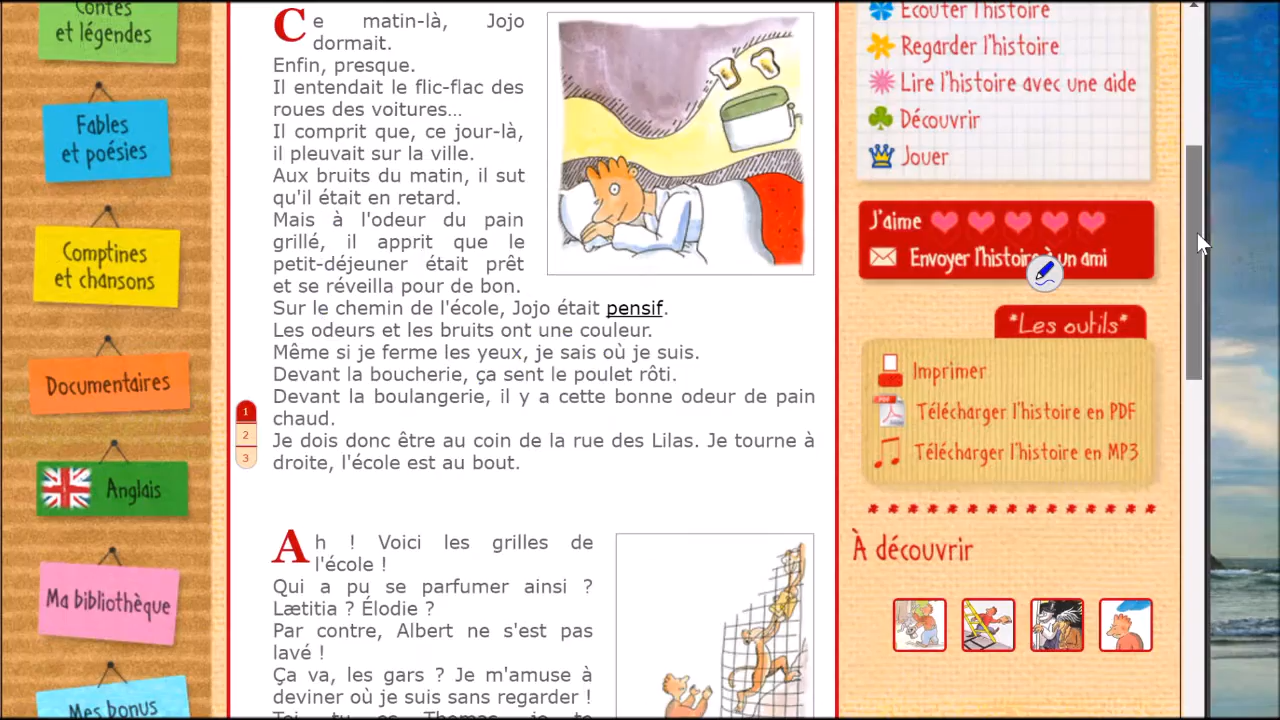 Contes
et légendes
Fables
et poésies
Comptines
et chansons
Documentaires
Anglais
Ma bibliothèque
Mes bonus
Ce matin-là, Jojo
dormait.
Enfin, presque.
Il entendait le flic-flac des
roues des voitures...
Il comprit que, ce jour-là,
il pleuvait sur la ville.
Aux bruits du matin, il sut
qu'il était en retard.
Mais à l'odeur du pain
grillé, il apprit que le
petit-déjeuner était prêt
et se réveilla pour de bon.
Sur le chemin de l'école, Jojo était pensif.
Les odeurs et les bruits ont une couleur.
Même si je ferme les yeux, je sais où je suis.
Devant la boucherie, ça sent le poulet rôti.
Devant la boulangerie, il y a cette bonne odeur de pain
chaud.
Je dois donc être au coin de la rue des Lilas. Je tourne à
droite, l'école est au bout.
1
2
3
Ah ! Voici les grilles de
l'école !
Qui a pu se parfumer ainsi ?
Lætitia ? Élodie ?
Par contre, Albert ne s'est pas
lavé !
Ça va, les gars ? Je m'amuse à
deviner où je suis sans regarder !
Toi, tu es Thomas, je te
Ecouter l'histoire
Regarder l'histoire
Lire l'histoire avec une aide
Découvrir
Jouer
J'aime
Envoyer l'histoire à un ami
*Les outils*
Imprimer
PDF
Télécharger l'histoire en PDF
Télécharger l'histoire en MP3
À découvrir